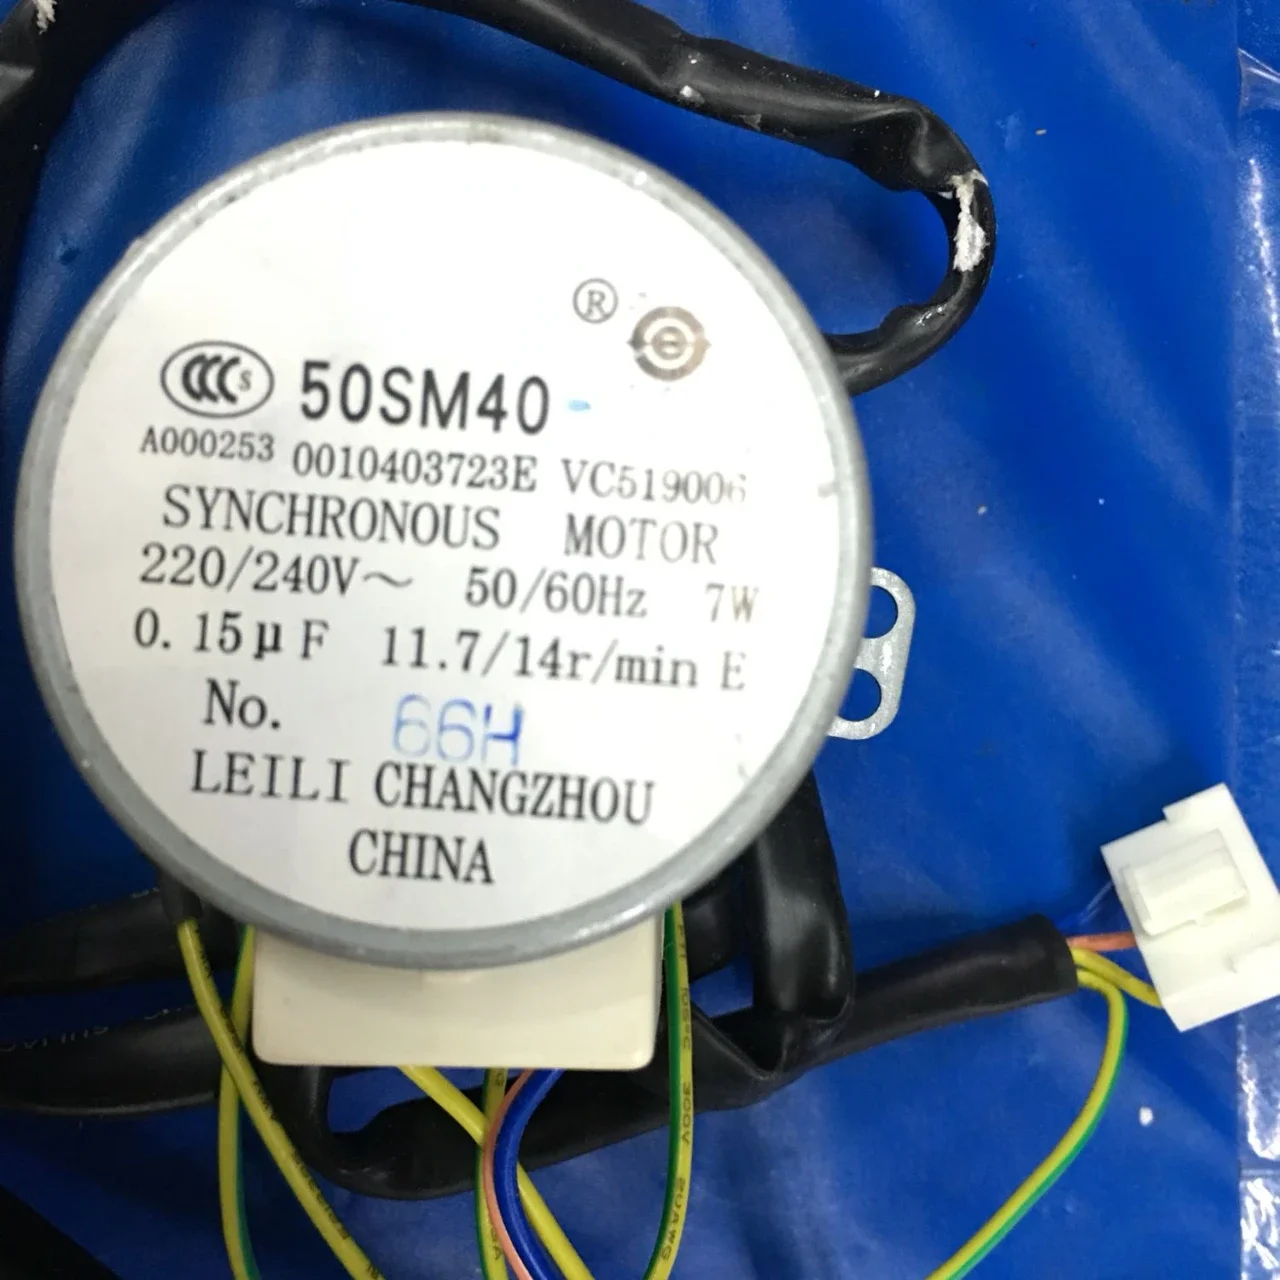 ®
CCC S 50SM40
A000253 0010403723E VC519006
SYNCHRONOUS MOTOR
220/240V～ 50/60Hz 7W
0.15μF 11.7/14r/min E
No. 66H
LEILI CHANGZHOU
CHINA
300V